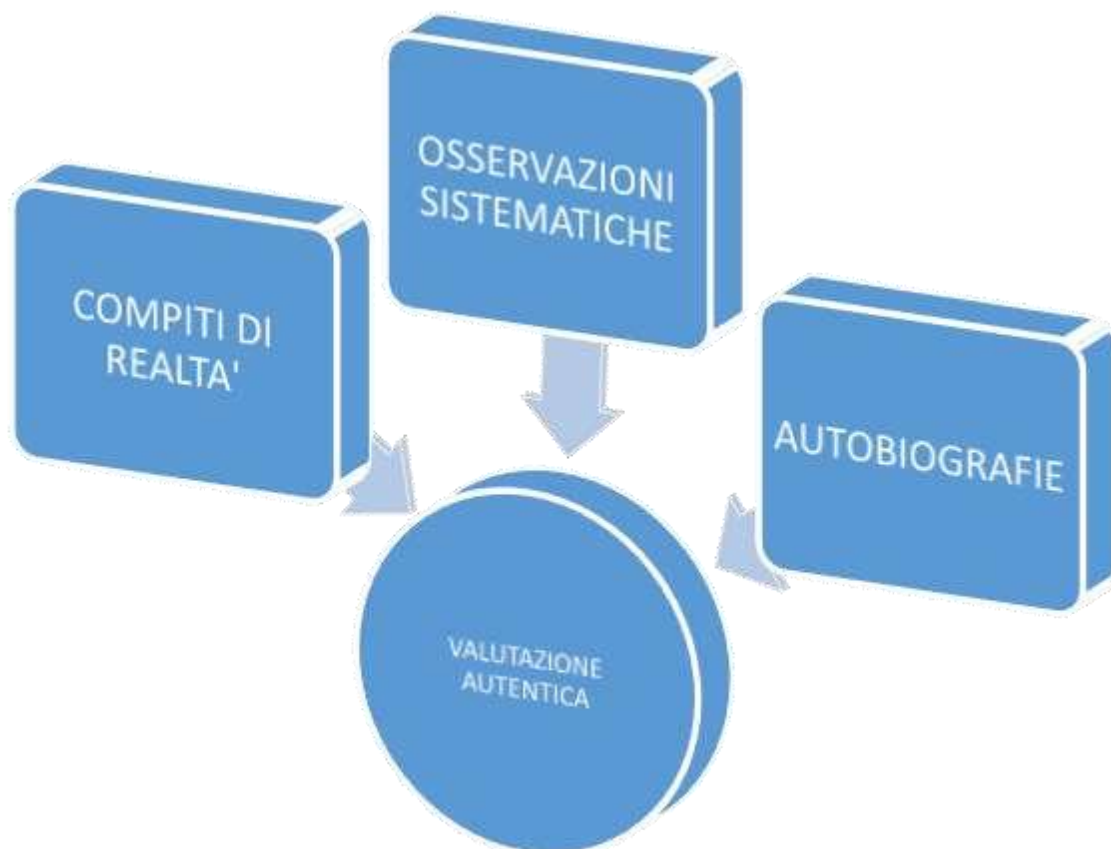 OSSERVAZIONI
SISTEMATICHE
COMPITI DI
REALTA'
AUTOBIOGRAFIE
VALUTAZIONE
AUTENTICA